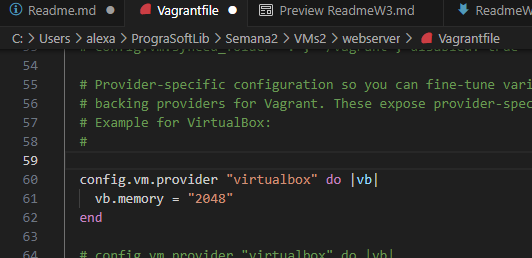 Readme.md
Vagrantfile
Preview ReadmeW3.md
ReadmeW
C: > Users > alexa > PrograSoftLib > Semana2 > VMs2 > webserver > Vagrantfile
54
55 # Provider-specific configuration so you can fine-tune vari
56 # backing providers for Vagrant. These expose provider-spec
57 # Example for VirtualBox:
58 #
59
60 config.vm.provider "virtualbox" do |vb|
61 vb.memory = "2048"
62 end
63
64 # config.vm.provider "virtualbox" do |vb|